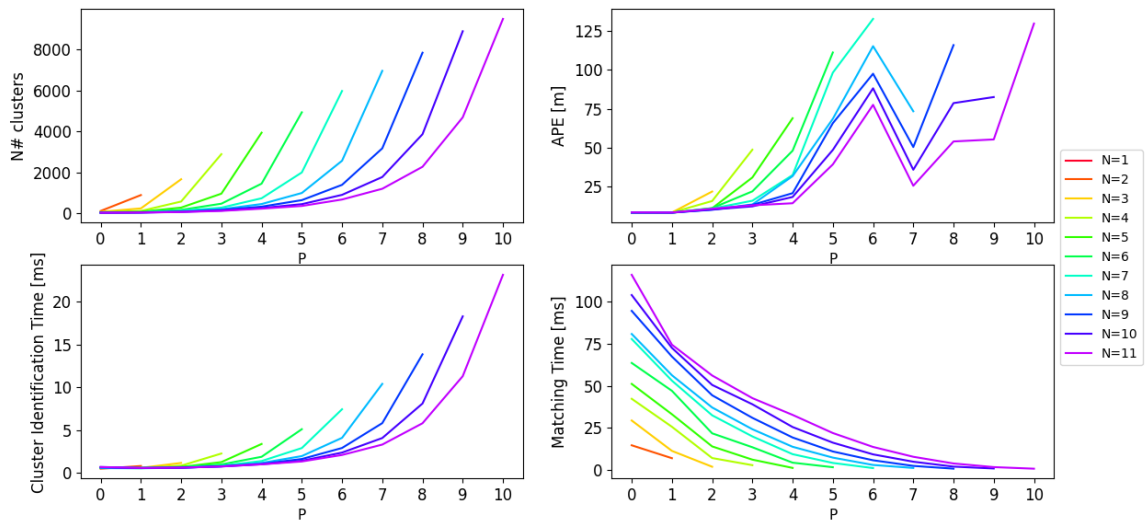 N# clusters
8000
6000
4000
2000
0
0 1 2 3 4 5 6 7 8 9 10
P
APE [m]
125
100
75
50
25
0 1 2 3 4 5 6 7 8 9 10
P
Cluster Identification Time [ms]
20
15
10
5
0
0 1 2 3 4 5 6 7 8 9 10
P
Matching Time [ms]
100
75
50
25
0
0 1 2 3 4 5 6 7 8 9 10
P
N=1
N=2
N=3
N=4
N=5
N=6
N=7
N=8
N=9
N=10
N=11